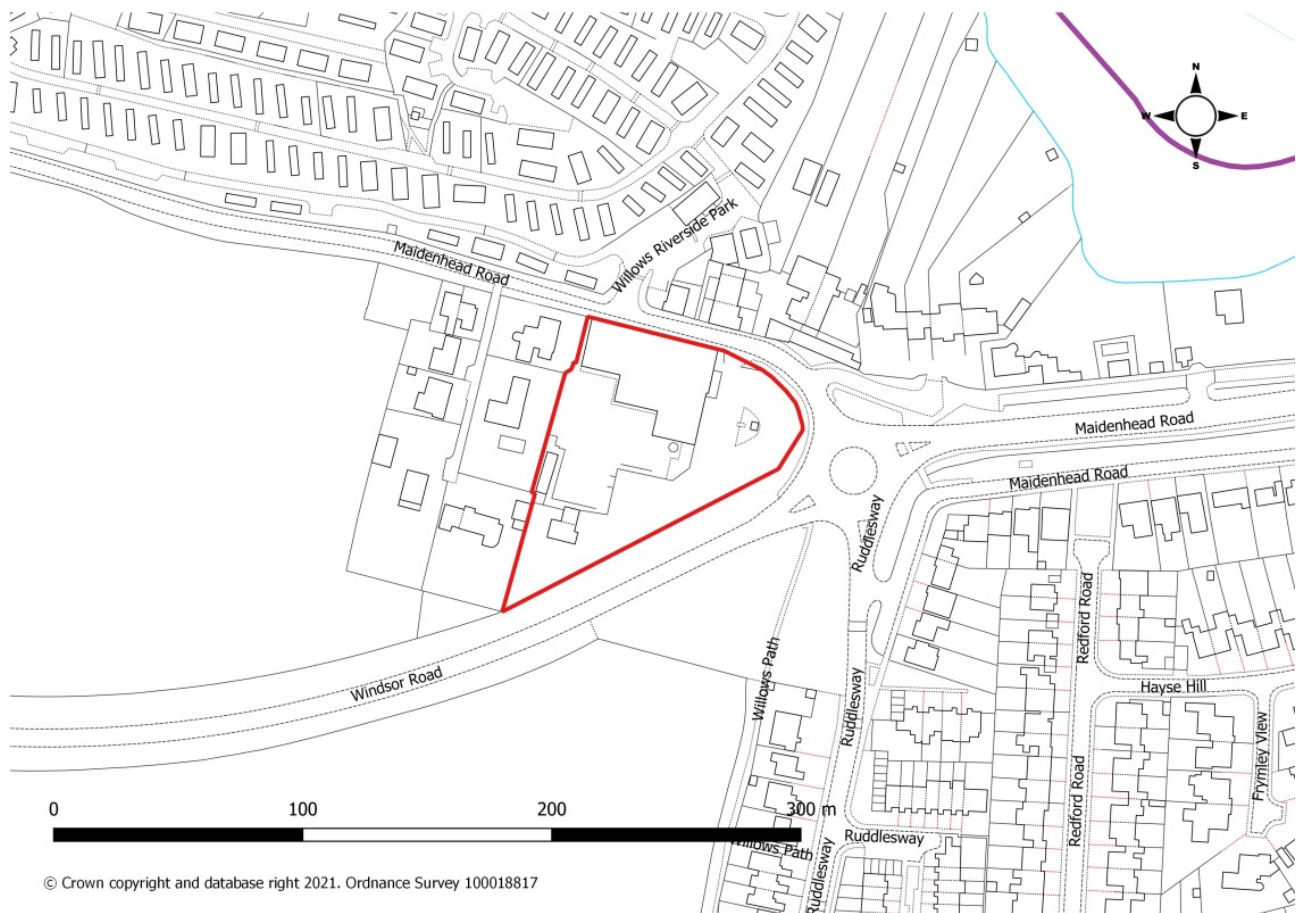 N
W
E
S
Willows Riverside Park
Maidenhead Road
Maidenhead Road
Maidenhead Road
Ruddlesway
Redford Road
Willows Path
Ruddlesway
Hayse Hill
Windsor Road
Frymley View
Redford Road
0 100 200 300 m
Ruddlesway
Willows Path
Ruddlesway
© Crown copyright and database right 2021. Ordnance Survey 100018817